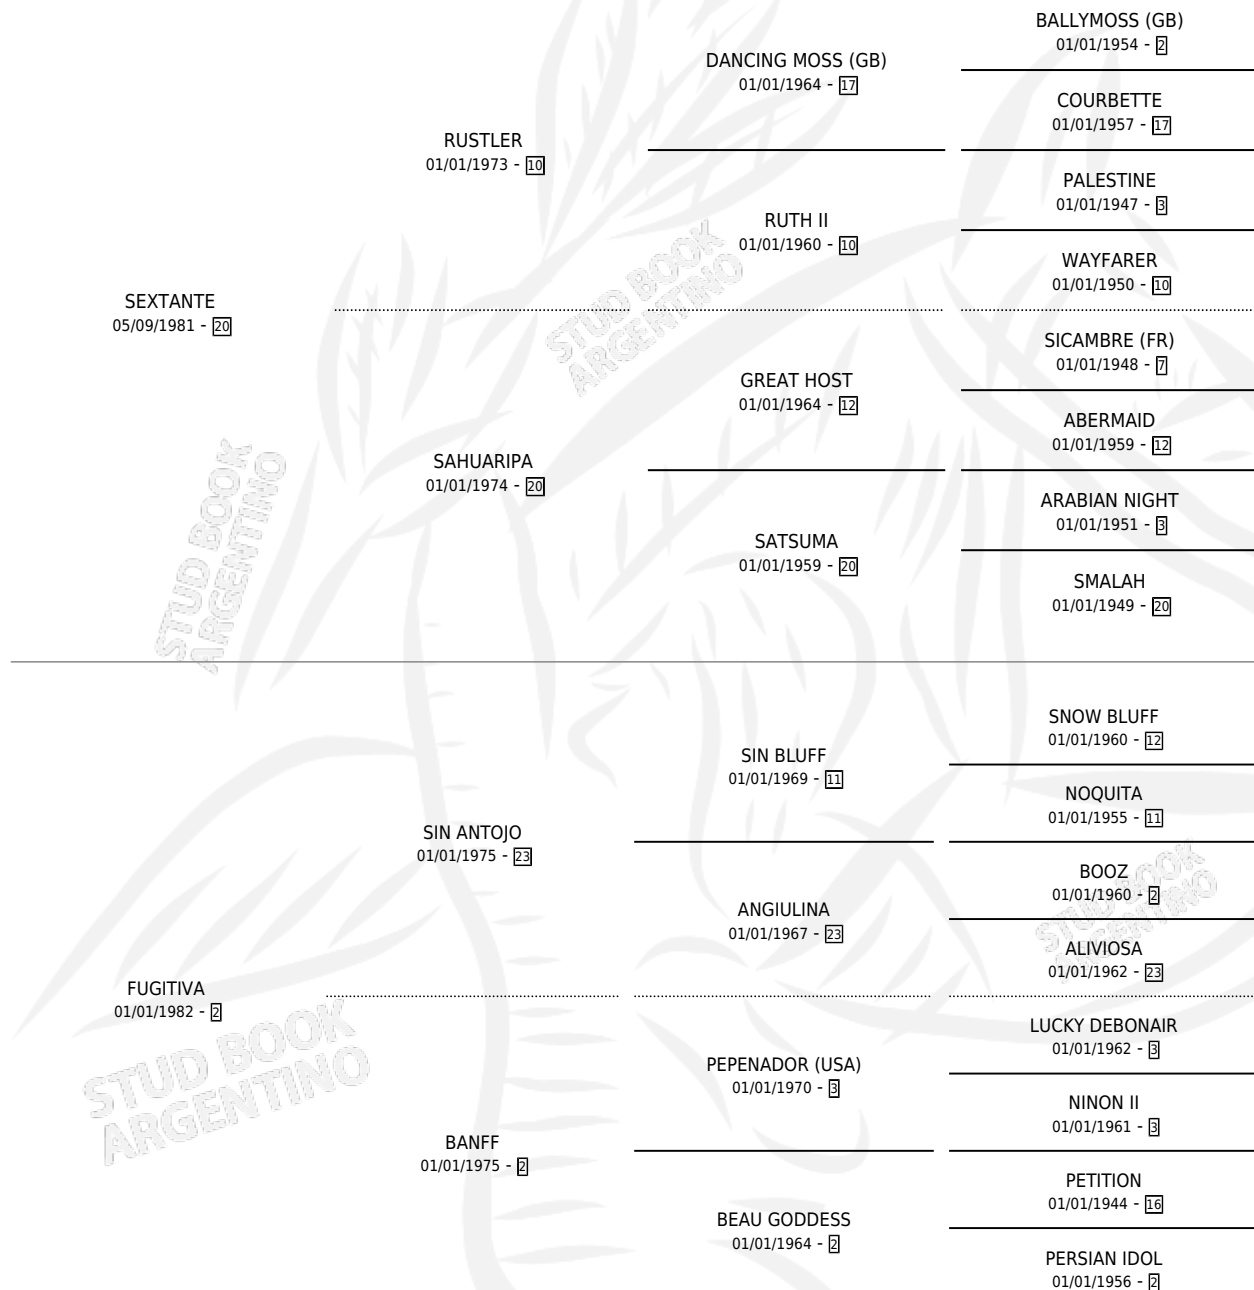 BALLYMOSS (GB)
01/01/1954 - 2
DANCING MOSS (GB)
01/01/1964 - 17
COURBETTE
01/01/1957 - 17
RUSTLER
01/01/1973 - 10
PALESTINE
01/01/1947 - 3
RUTH II
01/01/1960 - 10
WAYFARER
01/01/1950 - 10
SEXTANTE
05/09/1981 - 20
STUD BOOK
ARGENTINO
SICAMBRE (FR)
01/01/1948 - 7
GREAT HOST
01/01/1964 - 12
ABERMAID
01/01/1959 - 12
SAHUARIPA
01/01/1974 - 20
ARABIAN NIGHT
01/01/1951 - 3
SATSUMA
01/01/1959 - 20
SMALAH
01/01/1949 - 20
STUD BOOK
ARGENTINO
SNOW BLUFF
01/01/1960 - 12
SIN BLUFF
01/01/1969 - 11
NOQUITA
01/01/1955 - 11
SIN ANTOJO
01/01/1975 - 23
BOOZ
01/01/1960 - 2
ANGIULINA
01/01/1967 - 23
ALIVIOSA
01/01/1962 - 23
STUD BOOK
ARGENTINO
FUGITIVA
01/01/1982 - 2
LUCKY DEBONAIR
01/01/1962 - 3
PEPENADOR (USA)
01/01/1970 - 3
NINON II
01/01/1961 - 3
STUD BOOK
ARGENTINO
BANFF
01/01/1975 - 2
PETITION
01/01/1944 - 16
BEAU GODDESS
01/01/1964 - 2
PERSIAN IDOL
01/01/1956 - 2